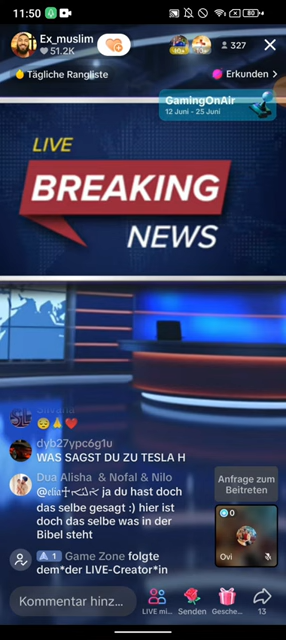 11:50
80
Ex_muslim
51.2K
327
Tägliche Rangliste
Erkunden >
GamingOnAir
12 Juni - 25 Juni
LIVE
BREAKING
NEWS
Silvana
dyb27ypc6g1u
WAS SAGST DU ZU TESLA H
Dua Alisha & Nofal & Nilo
ja du hast doch
das selbe gesagt :) hier ist
doch das selbe was in der
Bibel steht
Anfrage zum
Beitreten
0
Ovi
1 Game Zone folgte
dem*der LIVE-Creator*in
Kommentar hinz...
LIVE mi...
Senden
Gesche...
13